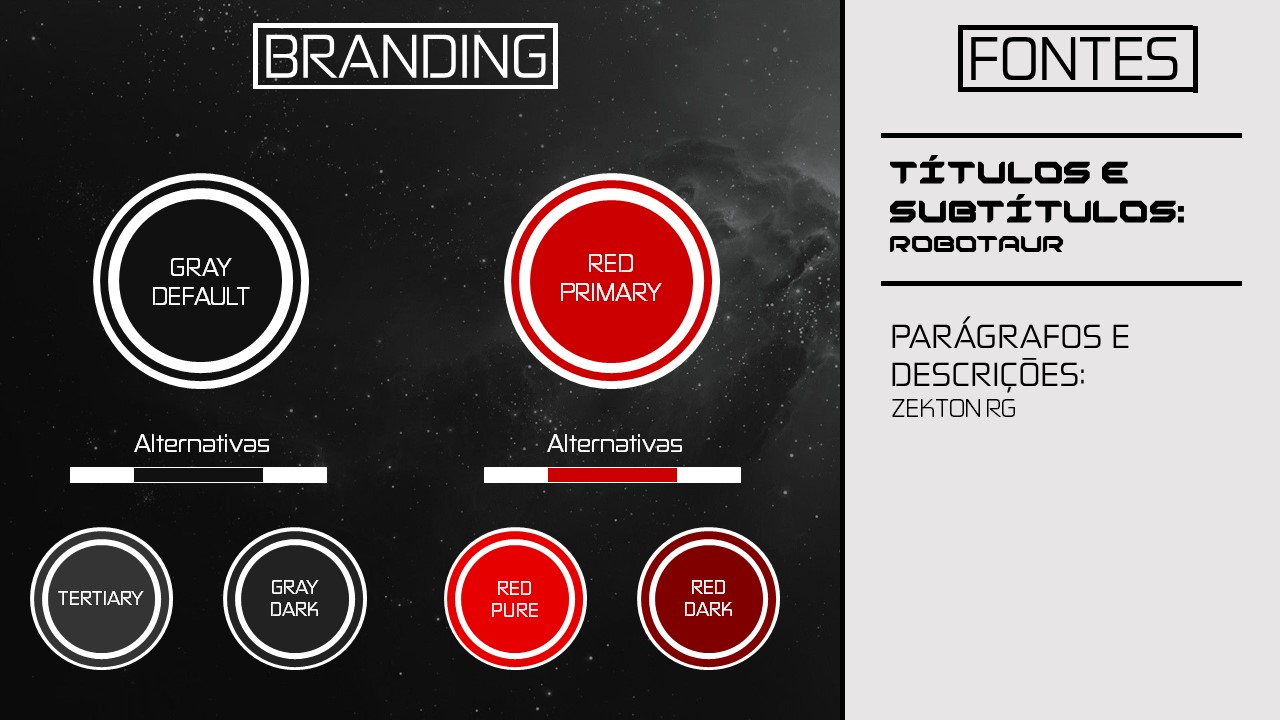 BRANDING
GRAY
DEFAULT
RED
PRIMARY
Alternativas
Alternativas
TERTIARY
GRAY
DARK
RED
PURE
RED
DARK
FONTES
TÍTULOS E
SUBTÍTULOS:
ROBOTAUR
PARÁGRAFOS E
DESCRIÇÕES:
ZEKTON RG